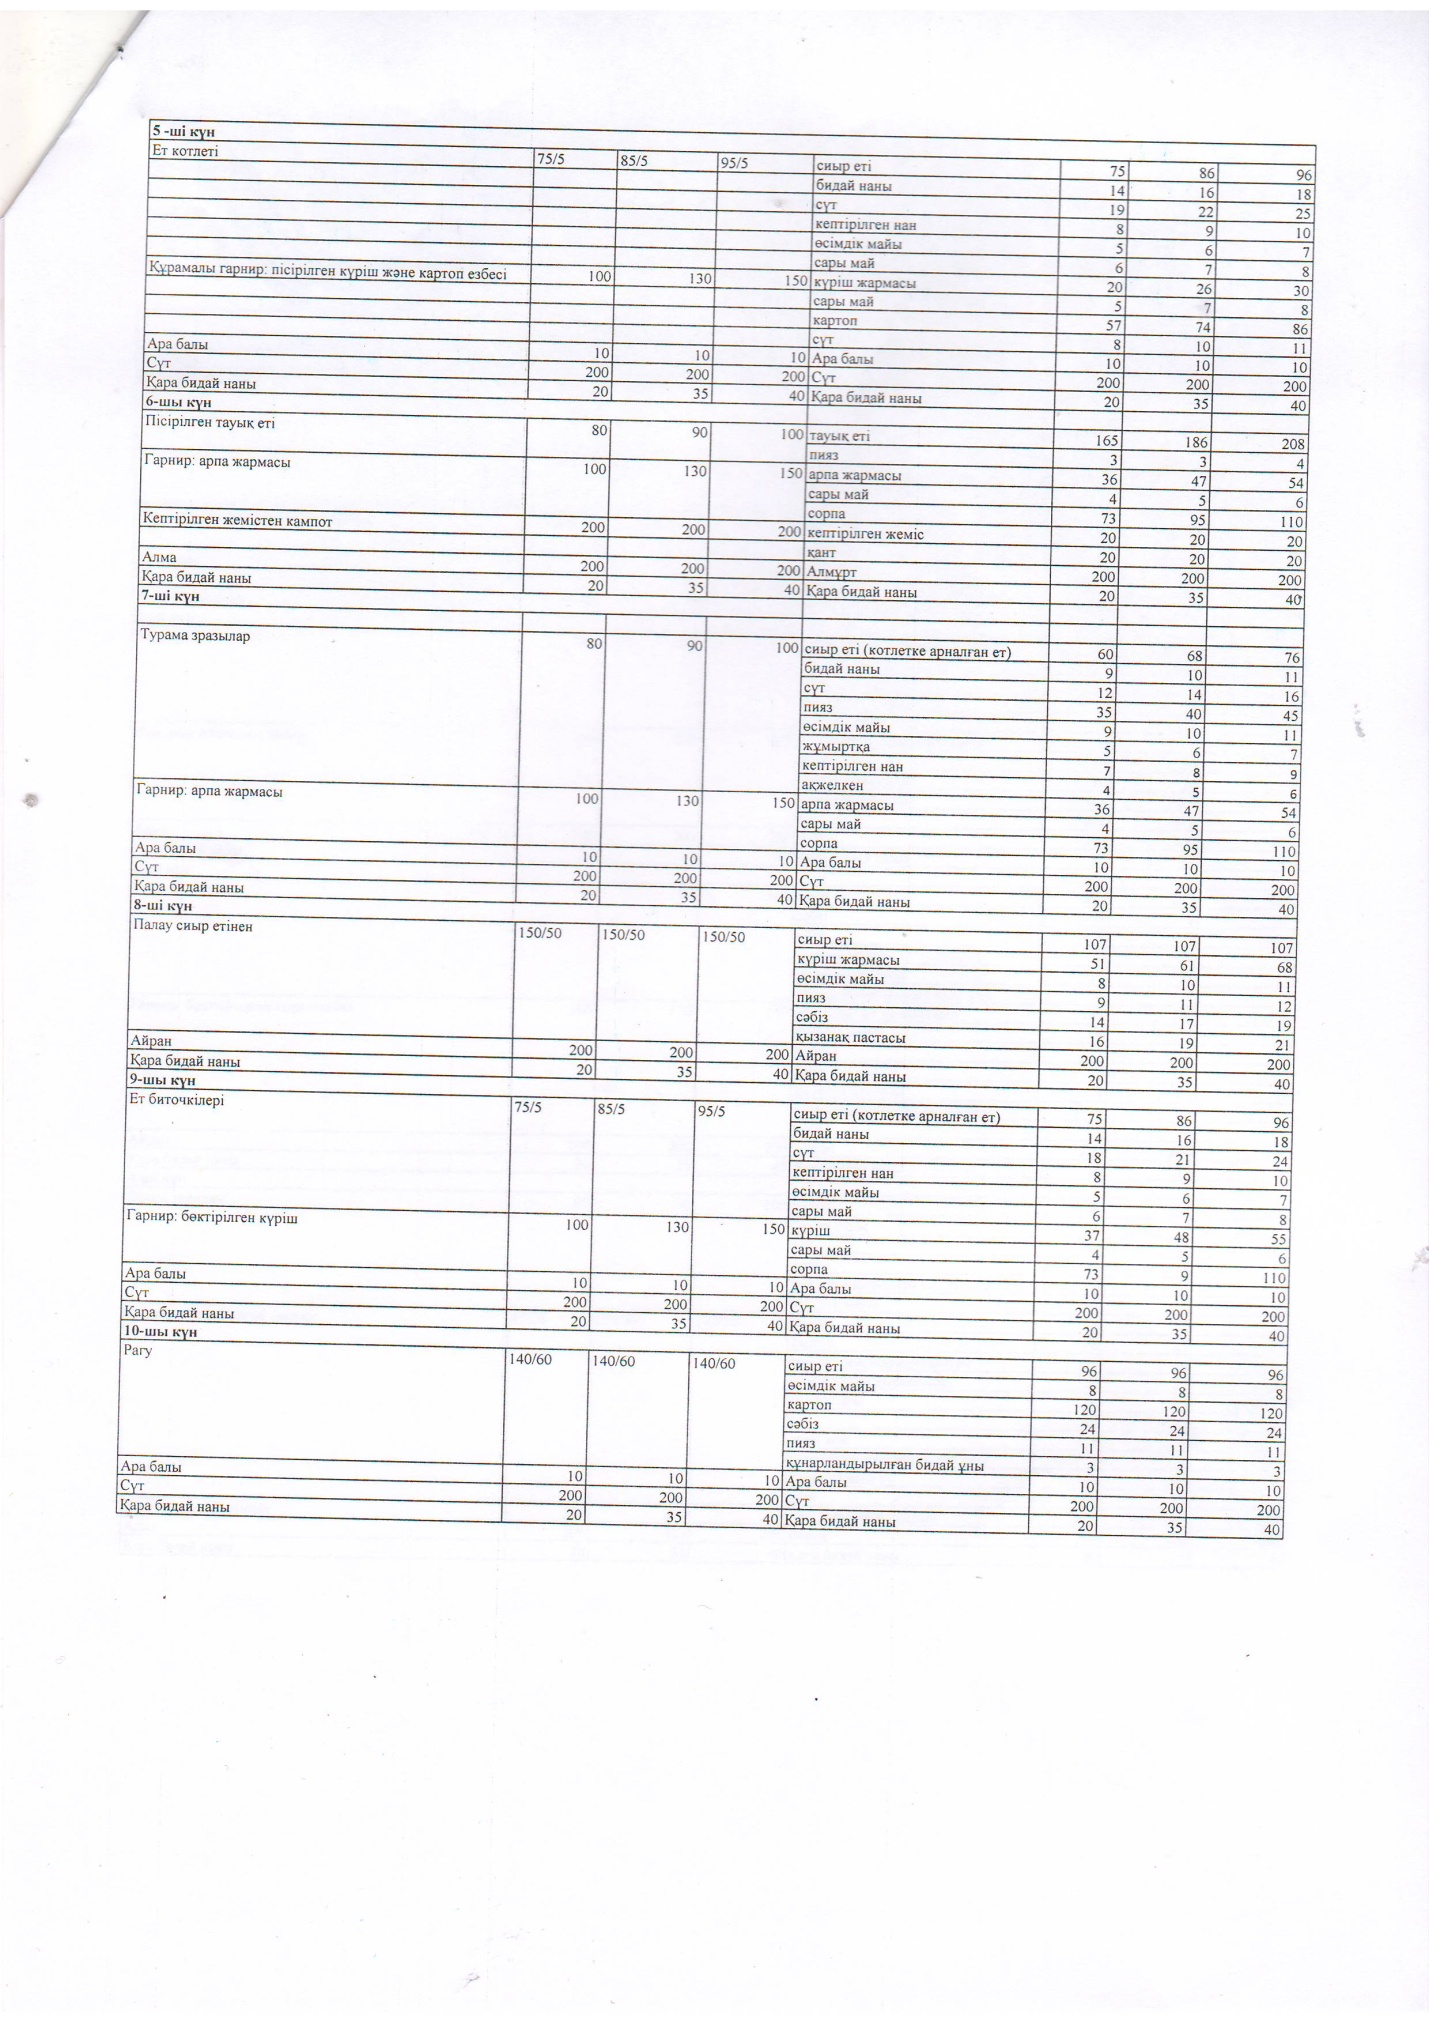 5 -ші күн
Ет котлеті 75/5 85/5 95/5 сиыр еті 75 86 96
бидай наны 14 16 18
сүт 19 22 25
кептірілген нан 8 9 10
өсімдік майы 5 6 7
сары май 6 7 8
Құрамалы гарнир: пісірілген күріш және картоп езбесі 100 130 150 күріш жармасы 20 26 30
сары май 5 7 8
картоп 57 74 86
сүт 8 10 11
Ара балы 10 10 10 Ара балы 10 10 10
Сүт 200 200 200 Сүт 200 200 200
Қара бидай наны 20 35 40 Қара бидай наны 20 35 40
6-шы күн
Пісірілген тауық еті 80 90 100 тауық еті 165 186 208
пияз 3 3 4
Гарнир: арпа жармасы 100 130 150 арпа жармасы 36 47 54
сары май 4 5 6
сорпа 73 95 110
Кептірілген жемістен кампот 200 200 200 кептірілген жеміс 20 20 20
қант 20 20 20
Алма 200 200 200 Алмұрт 200 200 200
Қара бидай наны 20 35 40 Қара бидай наны 20 35 40
7-ші күн
Турама зразылар 80 90 100 сиыр еті (котлетке арналған ет) 60 68 76
бидай наны 9 10 11
сүт 12 14 16
пияз 35 40 45
өсімдік майы 9 10 11
жұмыртқа 5 6 7
кептірілген нан 7 8 9
ақжелкен 4 5 6
Гарнир: арпа жармасы 100 130 150 арпа жармасы 36 47 54
сары май 4 5 6
сорпа 73 95 110
Ара балы 10 10 10 Ара балы 10 10 10
Сүт 200 200 200 Сүт 200 200 200
Қара бидай наны 20 35 40 Қара бидай наны 20 35 40
8-ші күн
Палау сиыр етінен 150/50 150/50 150/50 сиыр еті 107 107 107
күріш жармасы 51 61 68
өсімдік майы 8 10 11
пияз 9 11 12
сәбіз 14 17 19
қызанақ пастасы 16 19 21
Айран 200 200 200 Айран 200 200 200
Қара бидай наны 20 35 40 Қара бидай наны 20 35 40
9-шы күн
Ет биточкілері 75/5 85/5 95/5 сиыр еті (котлетке арналған ет) 75 86 96
бидай наны 14 16 18
сүт 18 21 24
кептірілген нан 8 9 10
өсімдік майы 5 6 7
сары май 6 7 8
Гарнир: бөктірілген күріш 100 130 150 күріш 37 48 55
сары май 4 5 6
сорпа 73 9 110
Ара балы 10 10 10 Ара балы 10 10 10
Сүт 200 200 200 Сүт 200 200 200
Қара бидай наны 20 35 40 Қара бидай наны 20 35 40
10-шы күн
Рагу 140/60 140/60 140/60 сиыр еті 96 96 96
өсімдік майы 8 8 8
картоп 120 120 120
сәбіз 24 24 24
пияз 11 11 11
құнарландырылған бидай ұны 3 3 3
Ара балы 10 10 10 Ара балы 10 10 10
Сүт 200 200 200 Сүт 200 200 200
Қара бидай наны 20 35 40 Қара бидай наны 20 35 40